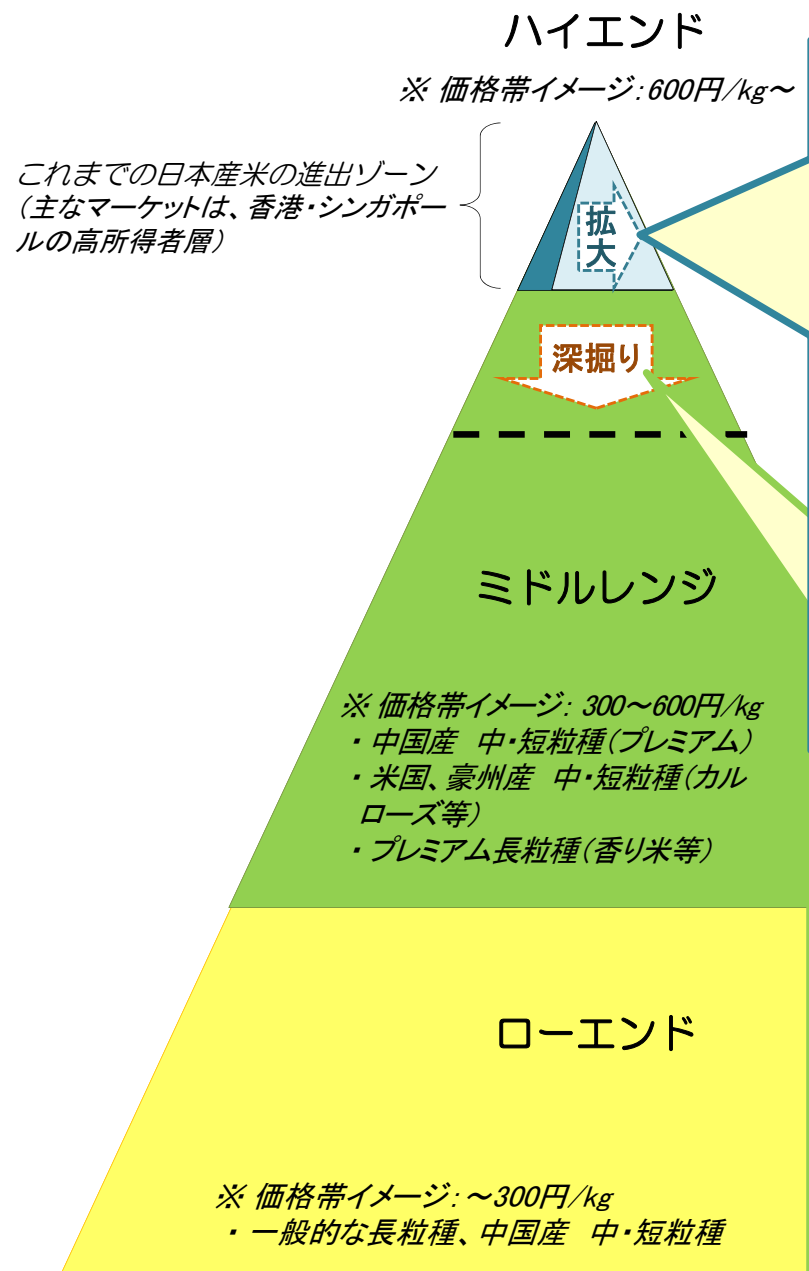 ハイエンド
※ 価格帯イメージ：600円/kg～
これまでの日本産米の進出ゾーン
（主なマーケットは、香港・シンガポー
ルの高所得者層）
拡
大
深掘り
ミドルレンジ
※ 価格帯イメージ： 300～600円/kg
・ 中国産　中・短粒種（プレミアム）
・ 米国、豪州産　中・短粒種（カル
ローズ等）
・ プレミアム長粒種（香り米等）
ローエンド
※ 価格帯イメージ：～300円/kg
・ 一般的な長粒種、中国産　中・短粒種